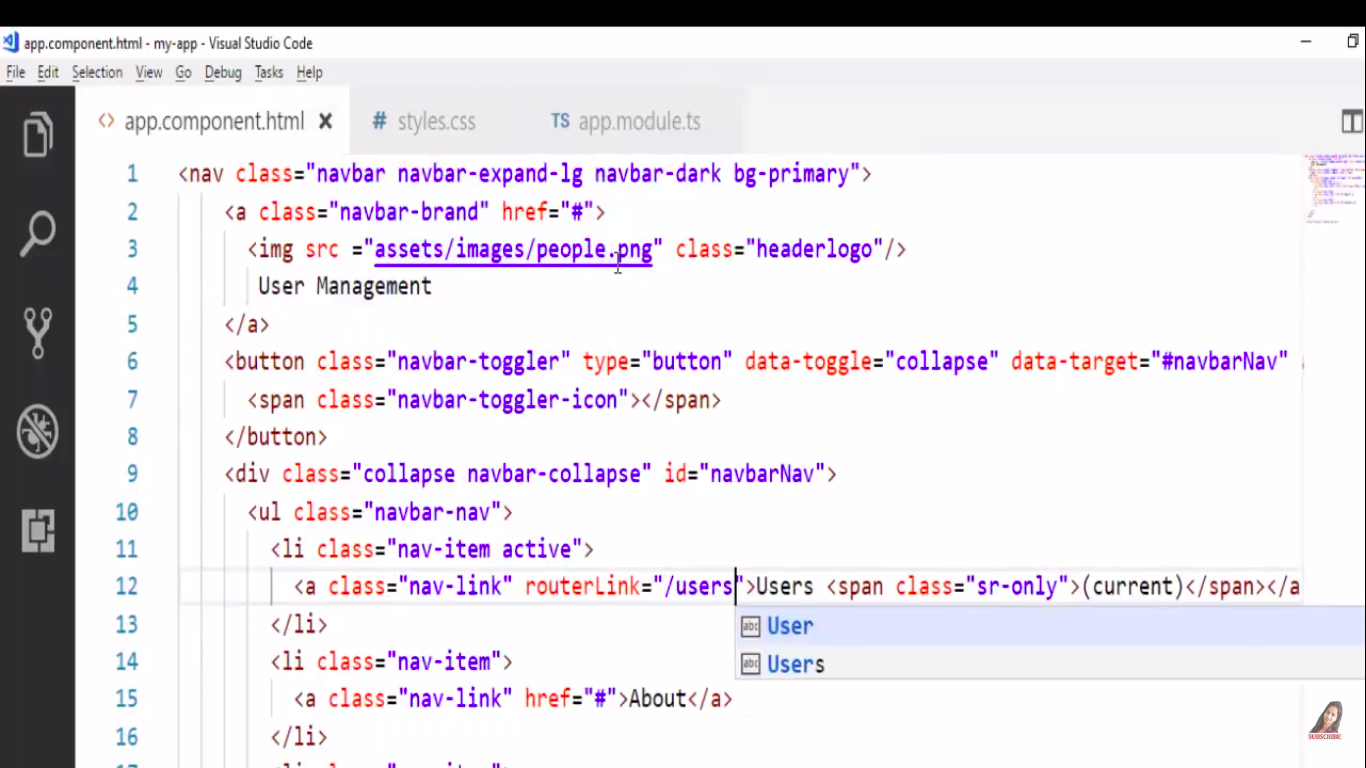 app.component.html - my-app - Visual Studio Code
File Edit Selection View Go Debug Tasks Help
<> app.component.html × # styles.css TS app.module.ts
1 <nav class="navbar navbar-expand-lg navbar-dark bg-primary">
2 <a class="navbar-brand" href="#">
3 <img src ="assets/images/people.png" class="headerlogo"/>
4 User Management
5 </a>
6 <button class="navbar-toggler" type="button" data-toggle="collapse" data-target="#navbarNav"
7 <span class="navbar-toggler-icon"></span>
8 </button>
9 <div class="collapse navbar-collapse" id="navbarNav">
10 <ul class="navbar-nav">
11 <li class="nav-item active">
12 <a class="nav-link" routerLink="/users">Users <span class="sr-only">(current)</span></a
abc User
abc Users
13 </li>
14 <li class="nav-item">
15 <a class="nav-link" href="#">About</a>
16 </li>
SUBSCRIBE